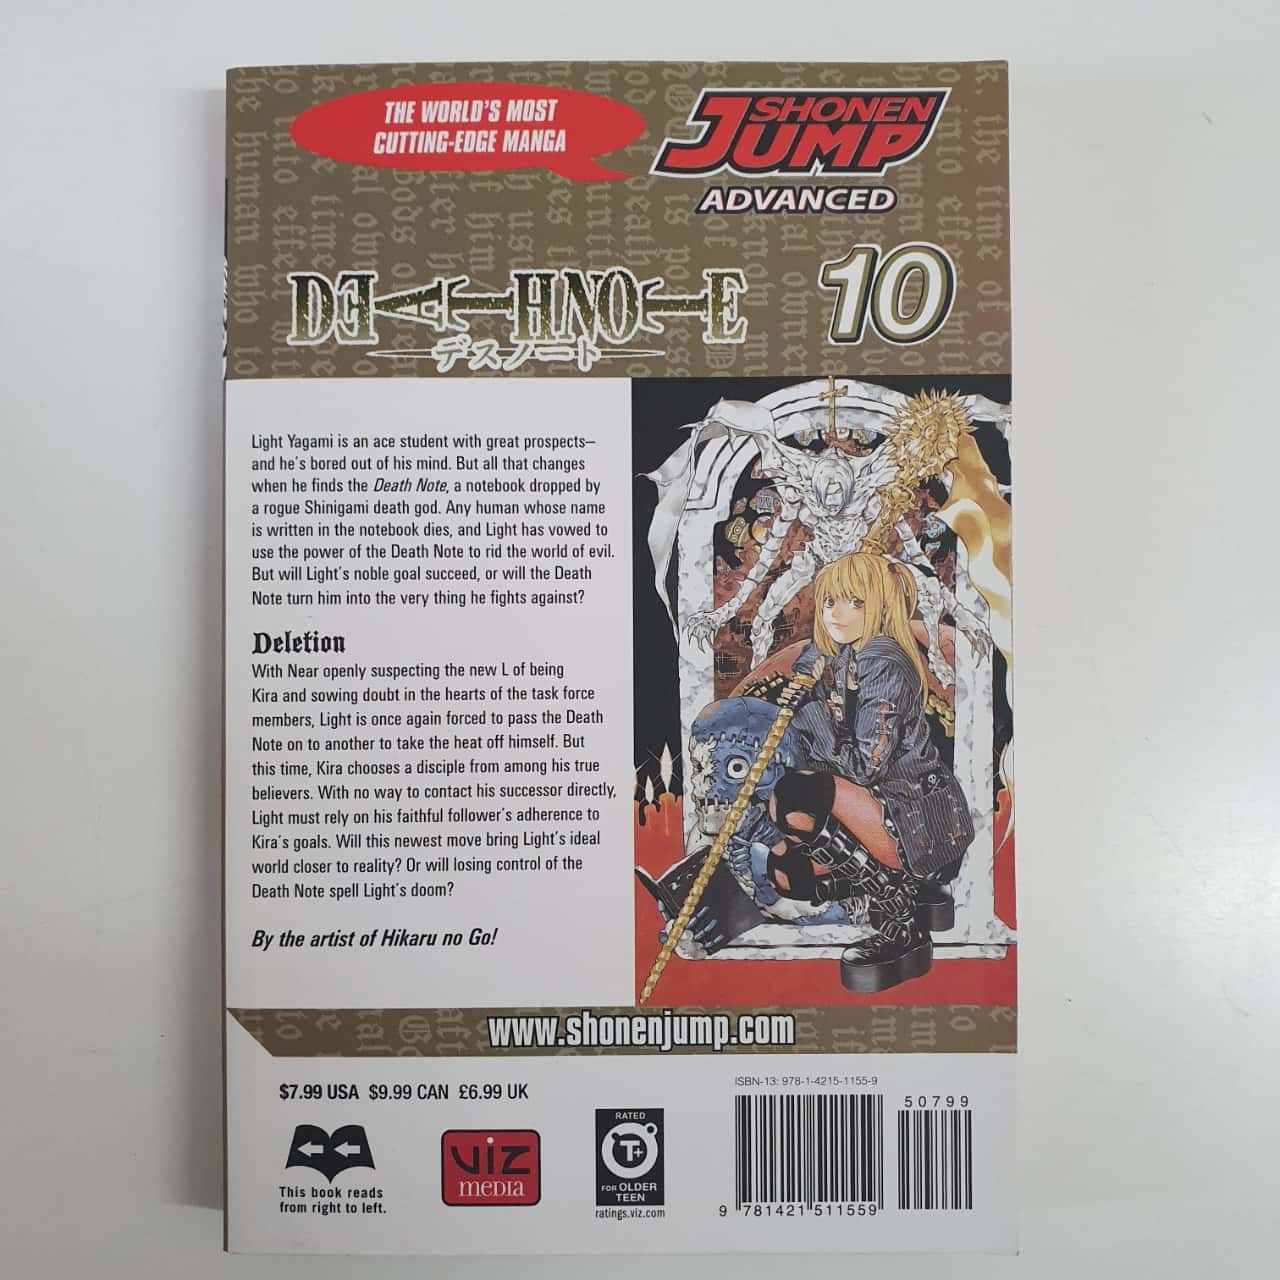 THE WORLD'S MOST
CUTTING-EDGE MANGA
SHONEN
JUMP
ADVANCED
DEATH NOTE
デスノート
10
Light Yagami is an ace student with great prospects—
and he's bored out of his mind. But all that changes
when he finds the Death Note, a notebook dropped by
a rogue Shinigami death god. Any human whose name
is written in the notebook dies, and Light has vowed to
use the power of the Death Note to rid the world of evil.
But will Light's noble goal succeed, or will the Death
Note turn him into the very thing he fights against?
Deletion
With Near openly suspecting the new L of being
Kira and sowing doubt in the hearts of the task force
members, Light is once again forced to pass the Death
Note on to another to take the heat off himself. But
this time, Kira chooses a disciple from among his true
believers. With no way to contact his successor directly,
Light must rely on his faithful follower's adherence to
Kira's goals. Will this newest move bring Light's ideal
world closer to reality? Or will losing control of the
Death Note spell Light's doom?
By the artist of Hikaru no Go!
www.shonenjump.com
$7.99 USA $9.99 CAN £6.99 UK
This book reads
from right to left.
VIZ
MEDIA
RATED
T+
FOR OLDER
TEEN
ratings.viz.com
ISBN-13: 978-1-4215-1155-9
50799
9 781421 511559